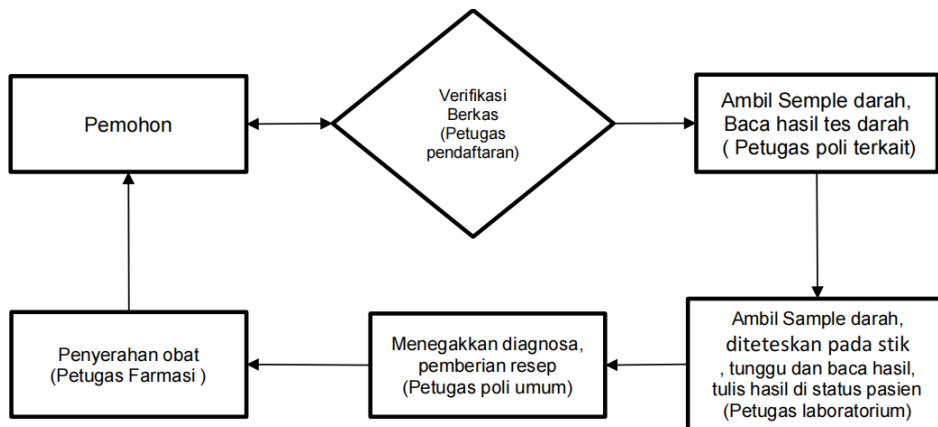 Pemohon
Verifikasi
Berkas
(Petugas
pendaftaran)
Ambil Semple darah,
Baca hasil tes darah
( Petugas poli terkait)
Ambil Sample darah,
diteteskan pada stik
, tunggu dan baca hasil,
tulis hasil di status pasien
(Petugas laboratorium)
Menegakkan diagnosa,
pemberian resep
(Petugas poli umum)
Penyerahan obat
(Petugas Farmasi )